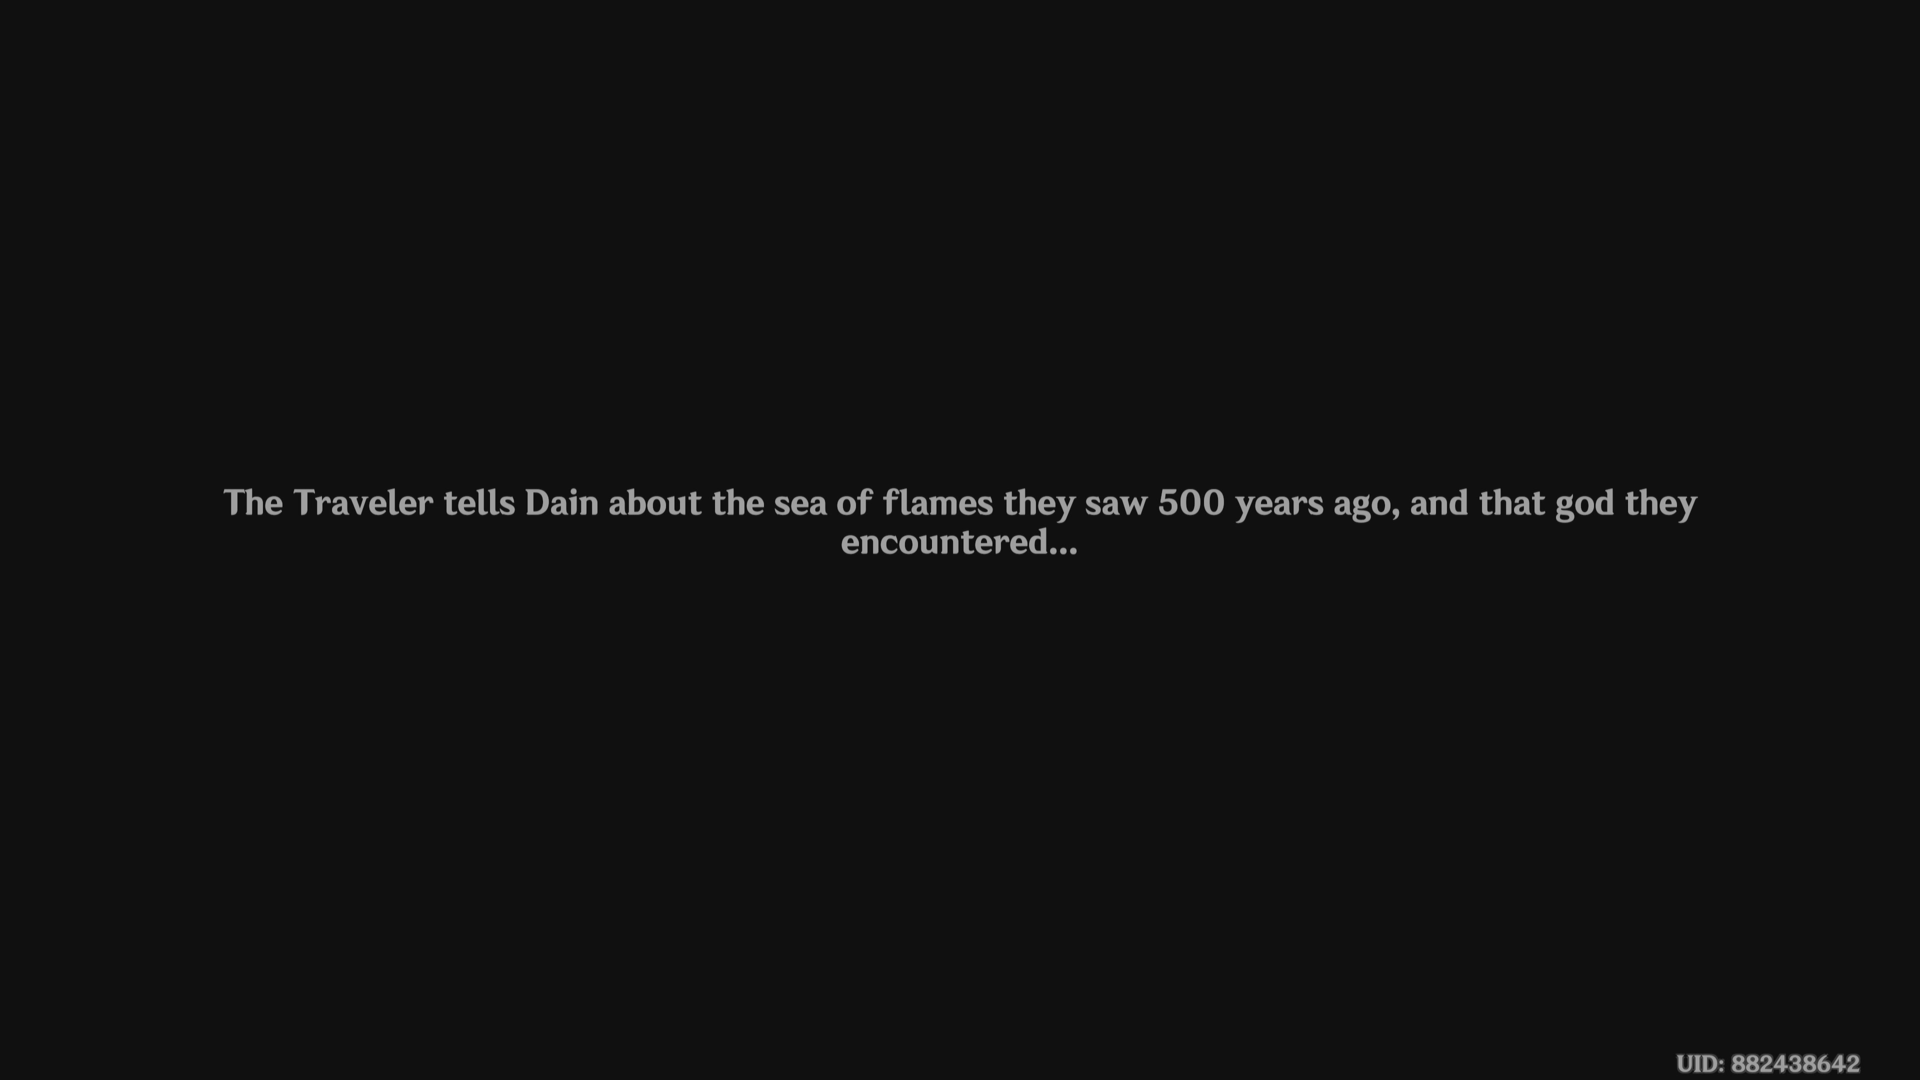 The Traveler tells Dain about the sea of flames they saw 500 years ago, and that god they
encountered...
UID: 882438642